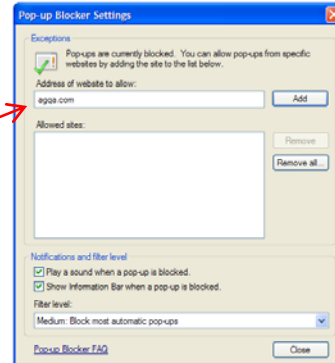 Pop-up Blocker Settings
Exceptions
Pop-ups are currently blocked. You can allow pop-ups from specific
websites by adding the site to the list below.
Address of website to allow:
agqa.com
Add
Allowed sites:
Remove
Remove all...
Notifications and filter level
Play a sound when a pop-up is blocked.
Show Information Bar when a pop-up is blocked.
Filter level:
Medium: Block most automatic pop-ups
Pop-up Blocker FAQ
Close